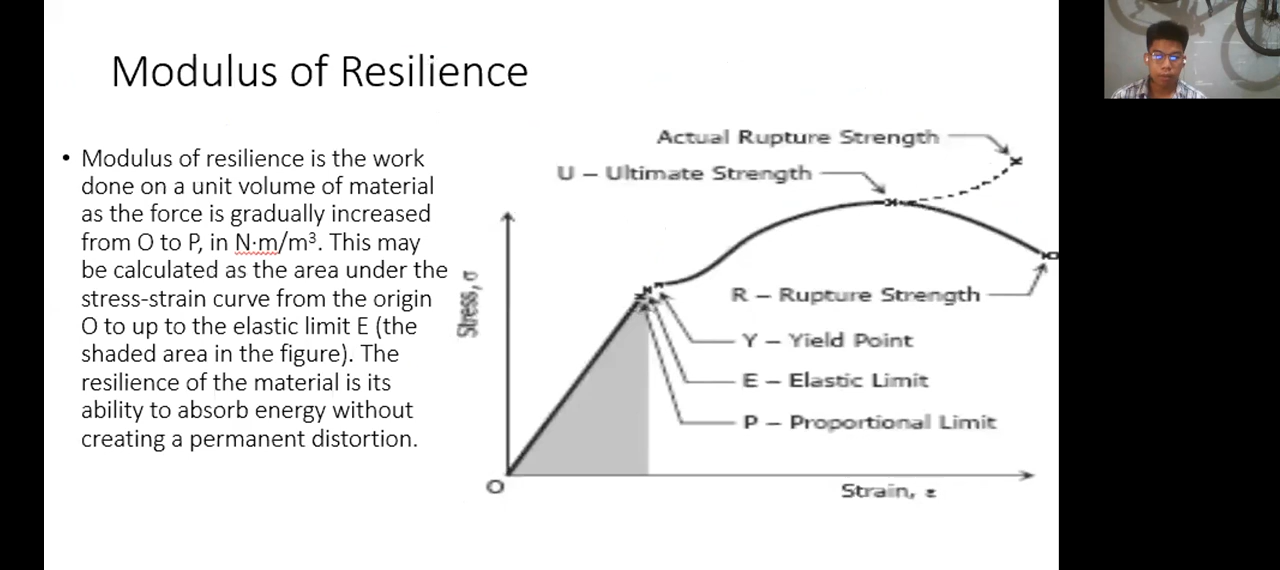 Modulus of Resilience
• Modulus of resilience is the work
done on a unit volume of material
as the force is gradually increased
from O to P, in N·m/m³. This may
be calculated as the area under the
stress-strain curve from the origin
O to up to the elastic limit E (the
shaded area in the figure). The
resilience of the material is its
ability to absorb energy without
creating a permanent distortion.
Actual Rupture Strength
U – Ultimate Strength
Stress, σ
R – Rupture Strength
Y – Yield Point
E – Elastic Limit
P – Proportional Limit
O
Strain, ε